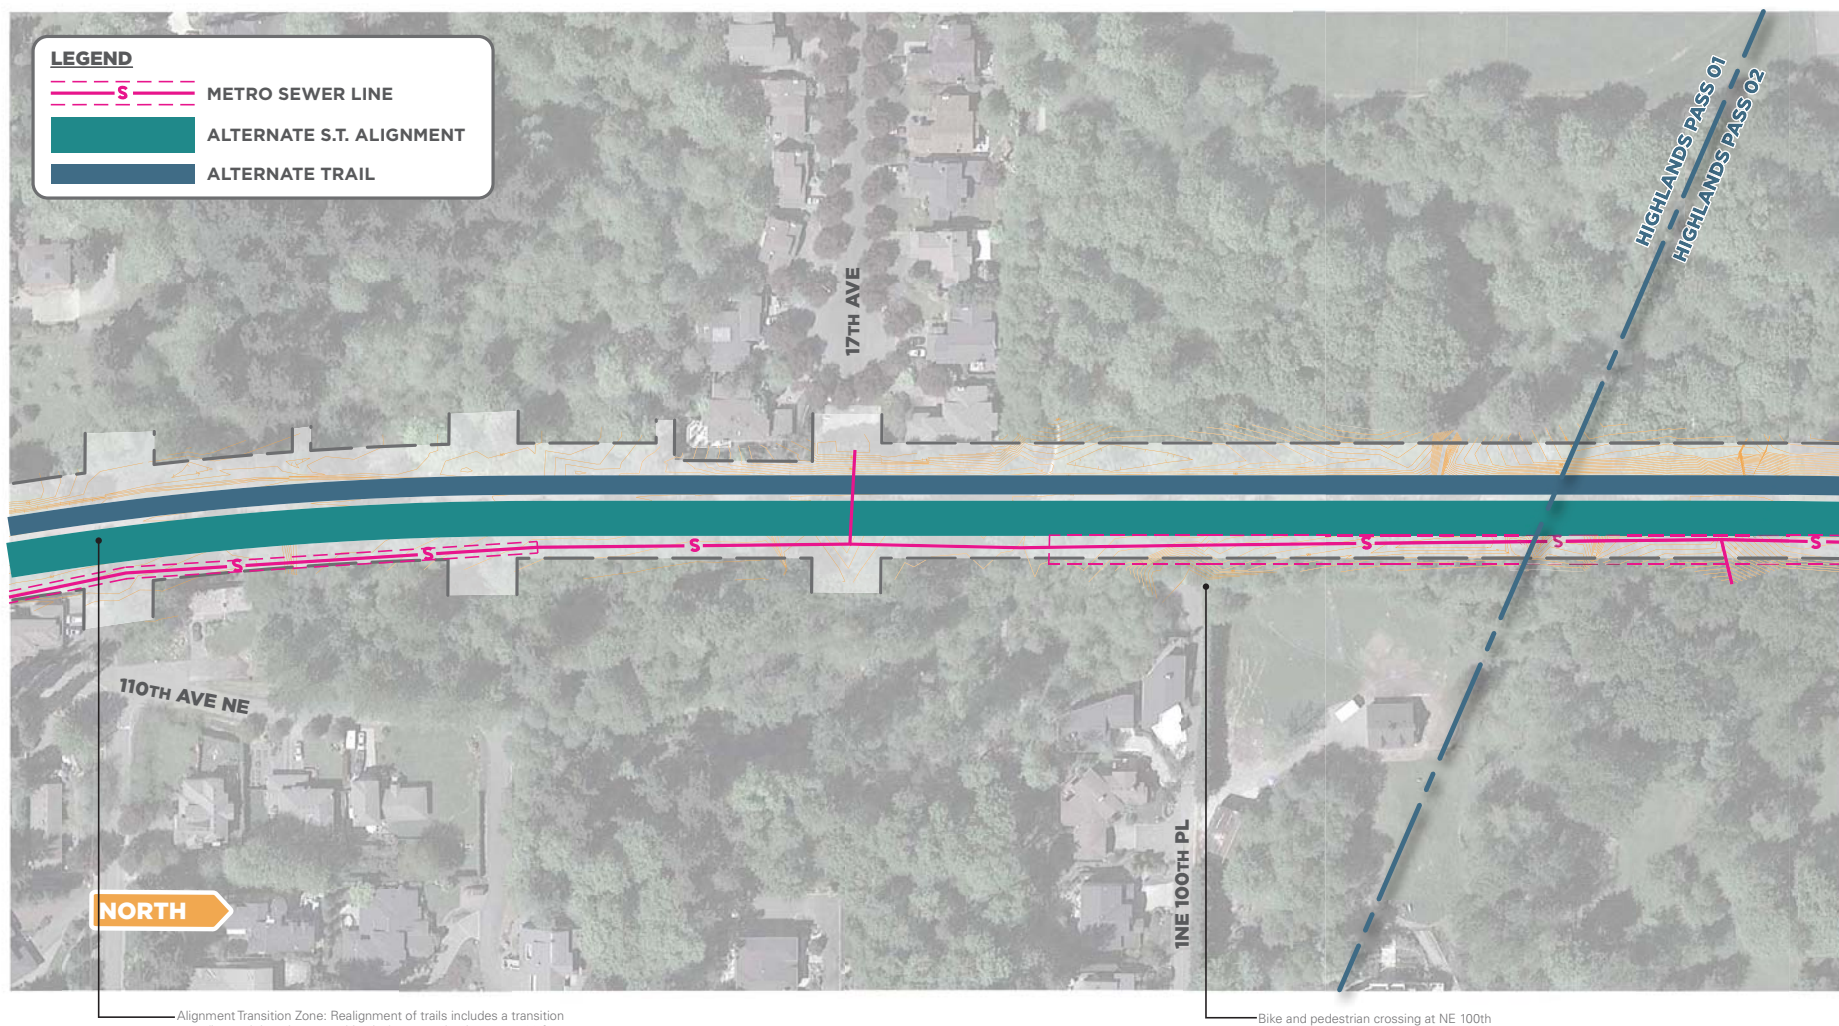 LEGEND
S
METRO SEWER LINE
ALTERNATE S.T. ALIGNMENT
ALTERNATE TRAIL
HIGHLANDS PASS 01
HIGHLANDS PASS 02
17TH AVE
S
S
S
S
S
S
110TH AVE NE
1NE 100TH PL
NORTH
Alignment Transition Zone: Realignment of trails includes a transition
Bike and pedestrian crossing at NE 100th